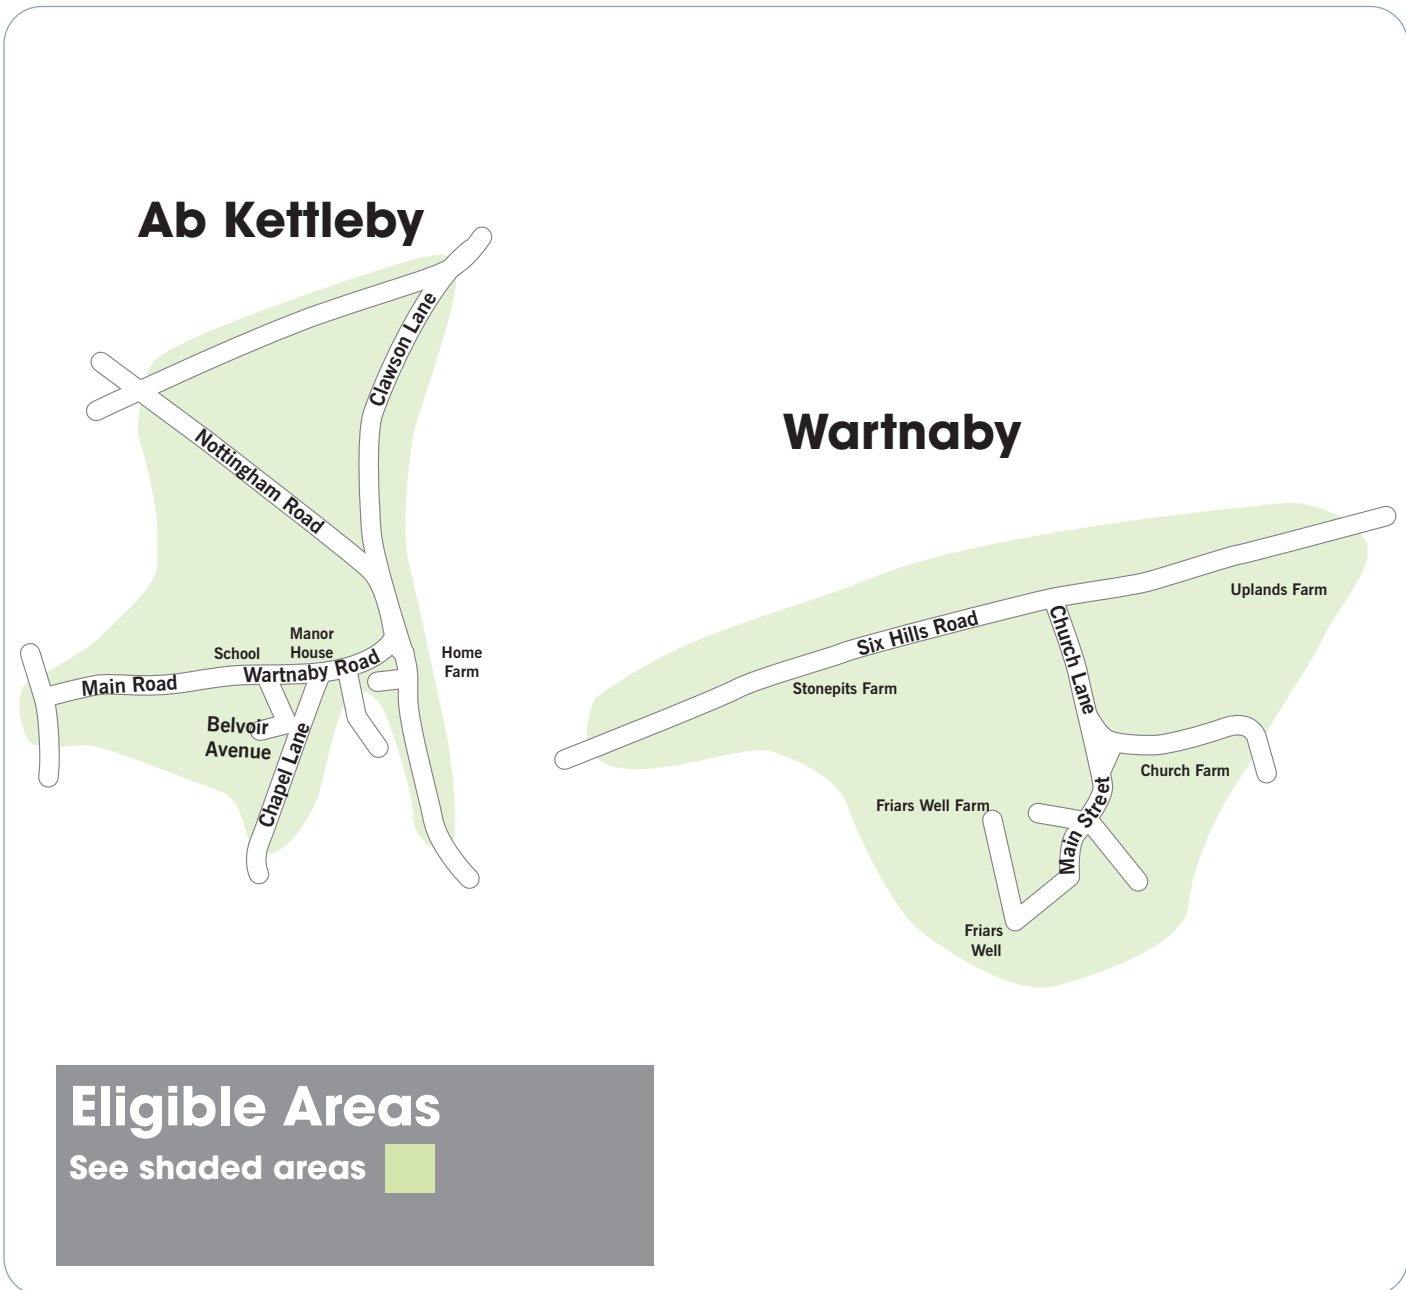 Ab Kettleby
Clawson Lane
Nottingham Road
Manor
House
School
Wartnaby Road
Main Road
Home
Farm
Belvoir
Avenue
Chapel Lane
Wartnaby
Uplands Farm
Six Hills Road
Church Lane
Stonepits Farm
Church Farm
Friars Well Farm
Main Street
Friars
Well
Eligible Areas
See shaded areas